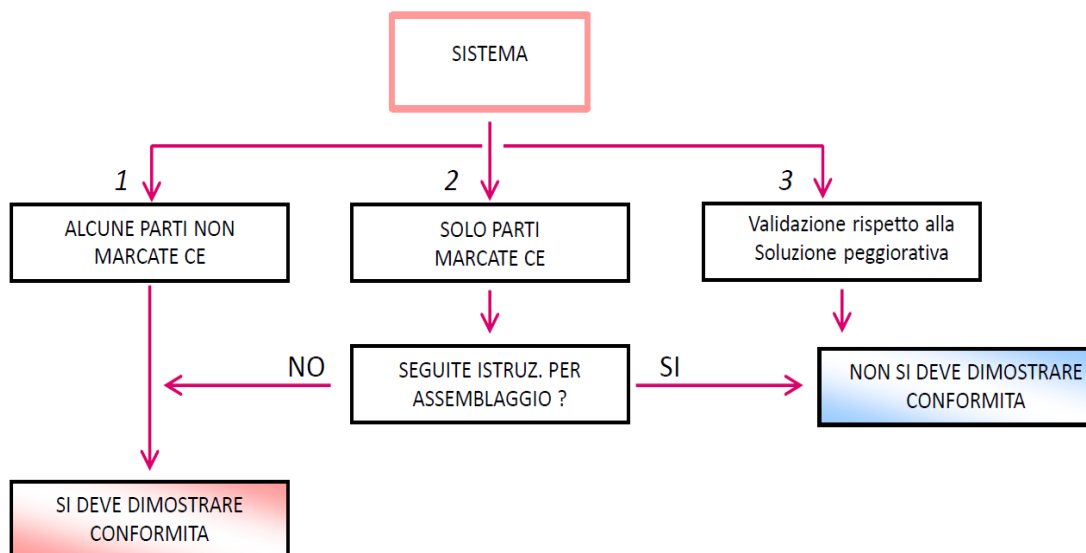 SISTEMA
1
2
3
ALCUNE PARTI NON
MARCATE CE
SOLO PARTI
MARCATE CE
Validazione rispetto alla
Soluzione peggiorativa
NO
SEGUITE ISTRUZ. PER
ASSEMBLAGGIO ?
SI
NON SI DEVE DIMOSTRARE
CONFORMITA
SI DEVE DIMOSTRARE
CONFORMITA